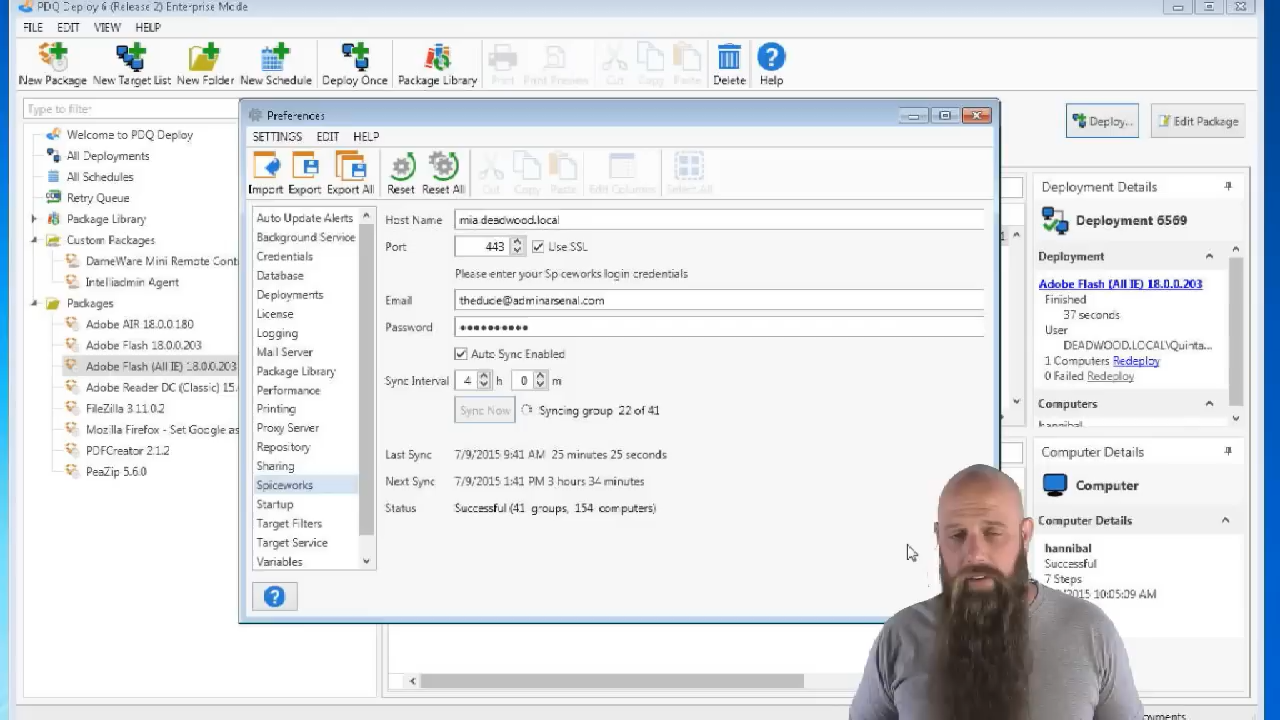 PDQ Deploy 6 (Release 2) Enterprise Mode
FILE EDIT VIEW HELP
New Package New Target List New Folder New Schedule Deploy Once Package Library Print Print Preview Cut Copy Paste Delete Help
Type to filter
Deploy... Edit Package
Welcome to PDQ Deploy
All Deployments
All Schedules
Retry Queue
Package Library
Custom Packages
DameWare Mini Remote Cont
Intelliadmin Agent
Packages
Adobe AIR 18.0.0.180
Adobe Flash 18.0.0.203
Adobe Flash (All IE) 18.0.0.203
Adobe Reader DC (Classic) 15.
FileZilla 3.11.0.2
Mozilla Firefox - Set Google as
PDFCreator 2.1.2
PeaZip 5.6.0
Preferences
SETTINGS EDIT HELP
Import Export Export All Reset Reset All Copy Paste Edit Columns Select All
Auto Update Alerts
Background Service
Credentials
Database
Deployments
License
Logging
Mail Server
Package Library
Performance
Printing
Proxy Server
Repository
Sharing
Spiceworks
Startup
Target Filters
Target Service
Variables
Host Name mia.deadwood.local
Port 443 Use SSL
Please enter your Spiceworks login credentials
Email thedude@adminarsenal.com
Password ••••••••••
Auto Sync Enabled
Sync Interval 4 h 0 m
Sync Now Syncing group 22 of 41
Last Sync 7/9/2015 9:41 AM 25 minutes 25 seconds
Next Sync 7/9/2015 1:41 PM 3 hours 34 minutes
Status Successful (41 groups, 154 computers)
Deployment Details
Deployment 6569
Deployment
Adobe Flash (All IE) 18.0.0.203
Finished
37 seconds
User
DEADWOOD.LOCAL\Quinta...
1 Computers Redeploy
0 Failed Redeploy
Computers
hannibal
Computer Details
Computer
Computer Details
hannibal
Successful
7 Steps
/2015 10:05:09 AM